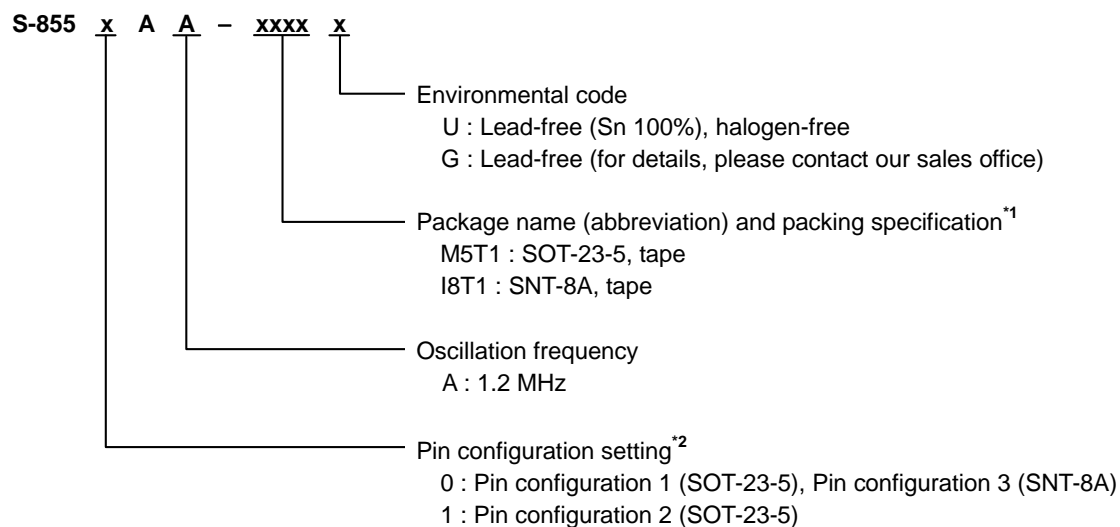 S-855 x A A – xxxx x
Environmental code
U : Lead-free (Sn 100%), halogen-free
G : Lead-free (for details, please contact our sales office)
Package name (abbreviation) and packing specification*1
M5T1 : SOT-23-5, tape
I8T1 : SNT-8A, tape
Oscillation frequency
A : 1.2 MHz
Pin configuration setting*2
0 : Pin configuration 1 (SOT-23-5), Pin configuration 3 (SNT-8A)
1 : Pin configuration 2 (SOT-23-5)